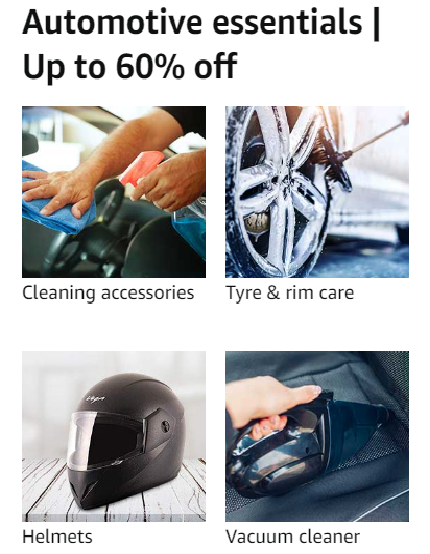 Automotive essentials |
Up to 60% off
Cleaning accessories
Tyre & rim care
Helmets
Vacuum cleaner